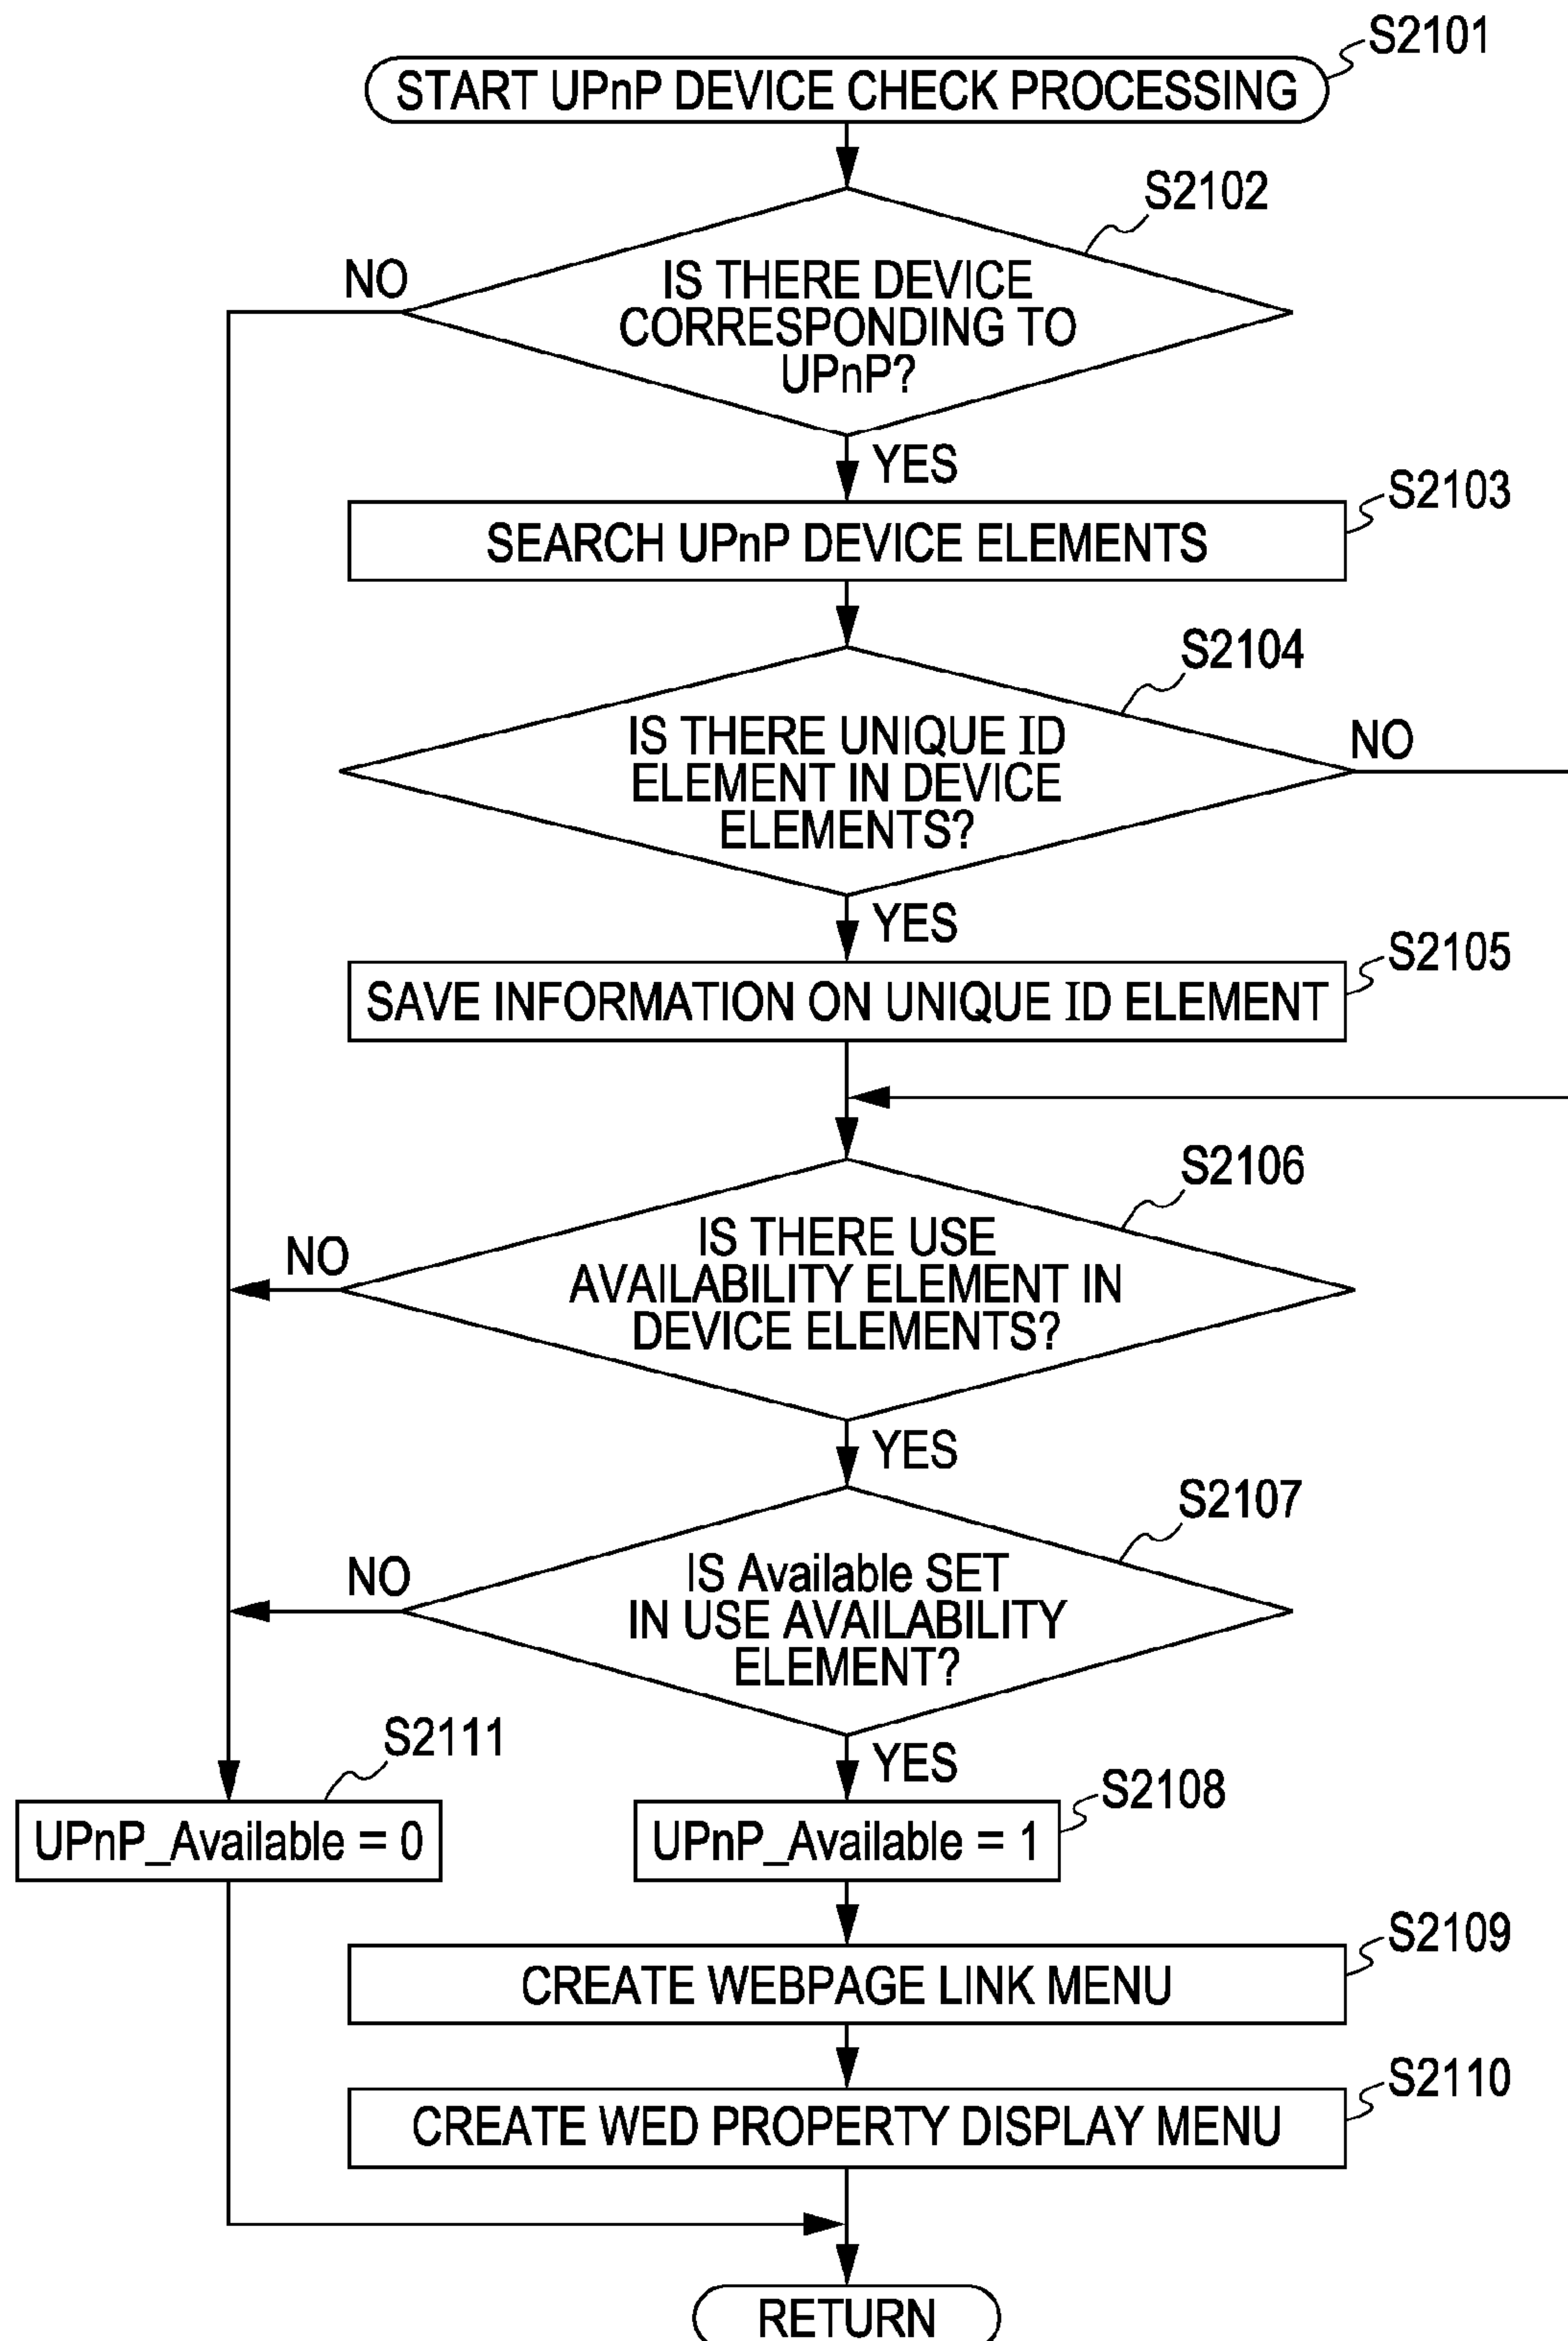 S2101
START UPnP DEVICE CHECK PROCESSING
S2102
NO
IS THERE DEVICE
CORRESPONDING TO
UPnP?
YES
S2103
SEARCH UPnP DEVICE ELEMENTS
S2104
IS THERE UNIQUE ID
ELEMENT IN DEVICE
ELEMENTS?
NO
YES
S2105
SAVE INFORMATION ON UNIQUE ID ELEMENT
S2106
IS THERE USE
AVAILABILITY ELEMENT IN
DEVICE ELEMENTS?
NO
YES
S2107
IS Available SET
IN USE AVAILABILITY
ELEMENT?
NO
YES
S2111
UPnP_Available = 0
S2108
UPnP_Available = 1
S2109
CREATE WEBPAGE LINK MENU
S2110
CREATE WED PROPERTY DISPLAY MENU
RETURN